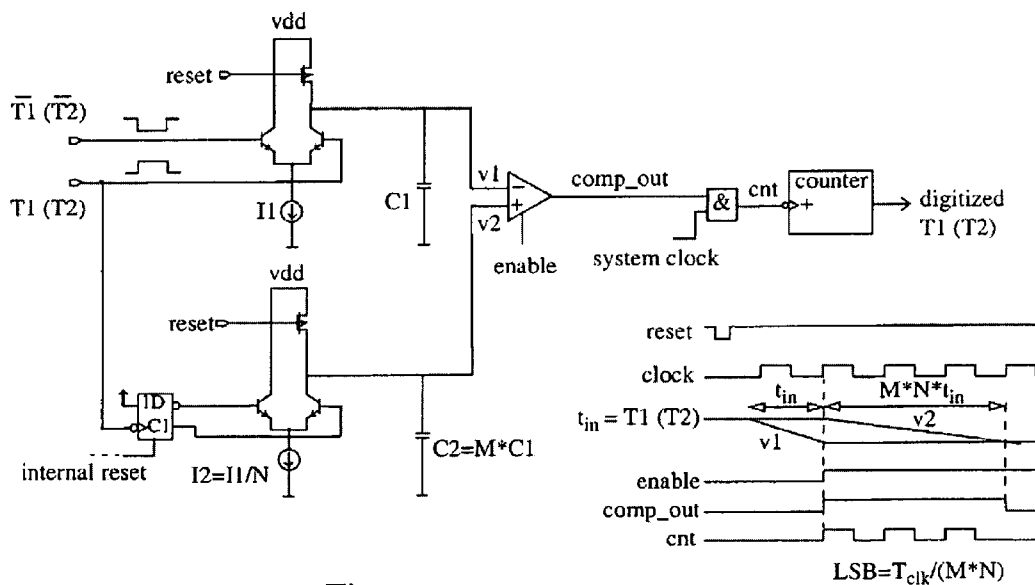 vdd
reset
T̅1̅ (T̅2̅)
T1 (T2)
I1
C1
v1
−
v2
+
comp_out
enable
&
system clock
cnt
counter
+
digitized
T1 (T2)
vdd
reset
1D
C1
internal reset
I2=I1/N
C2=M*C1
reset
clock
t_in
M*N*t_in
t_in = T1 (T2)
v1
v2
enable
comp_out
cnt
LSB=T_clk/(M*N)